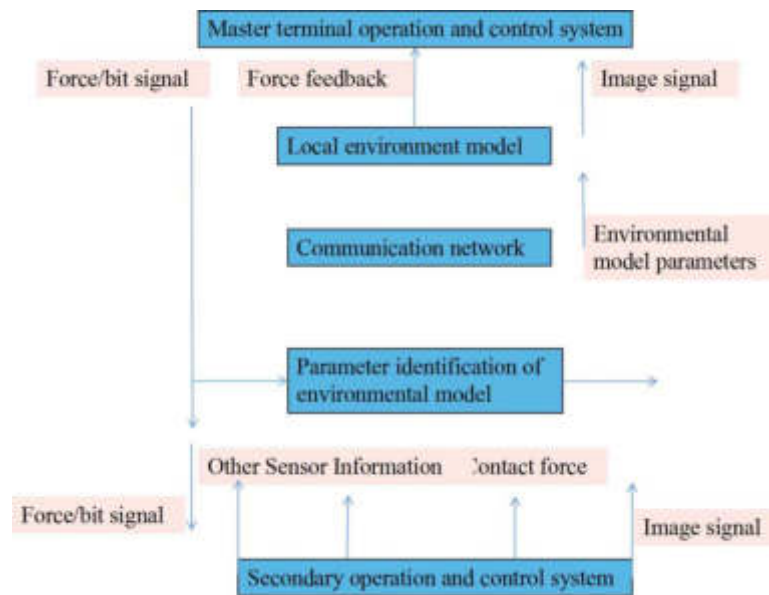 Master terminal operation and control system
Force/bit signal
Force feedback
Image signal
Local environment model
Communication network
Environmental
model parameters
Parameter identification of
environmental model
Other Sensor Information
ontact force
Force/bit signal
Image signal
Secondary operation and control system